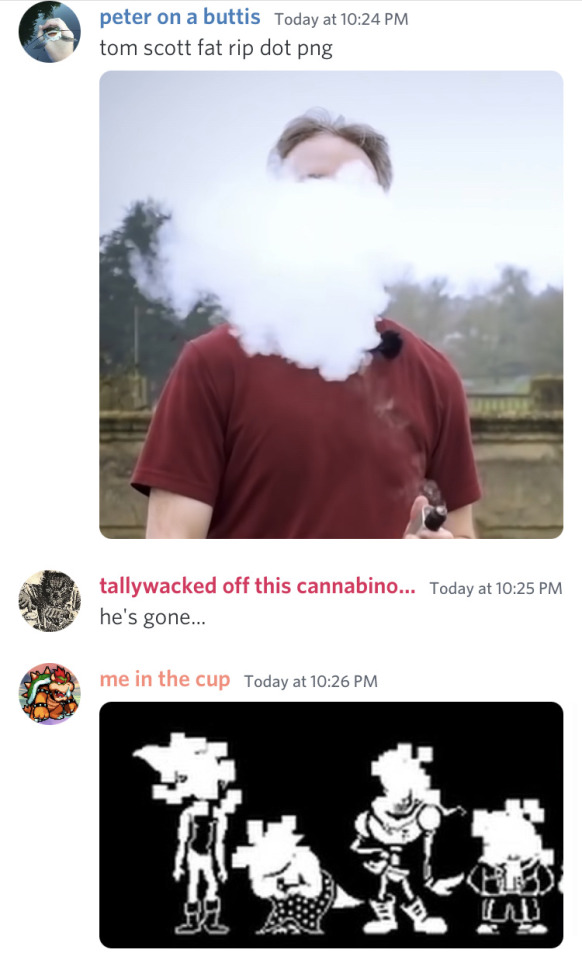 peter on a buttis Today at 10:24 PM
tom scott fat rip dot png
tallywacked off this cannabino... Today at 10:25 PM
he's gone...
me in the cup Today at 10:26 PM